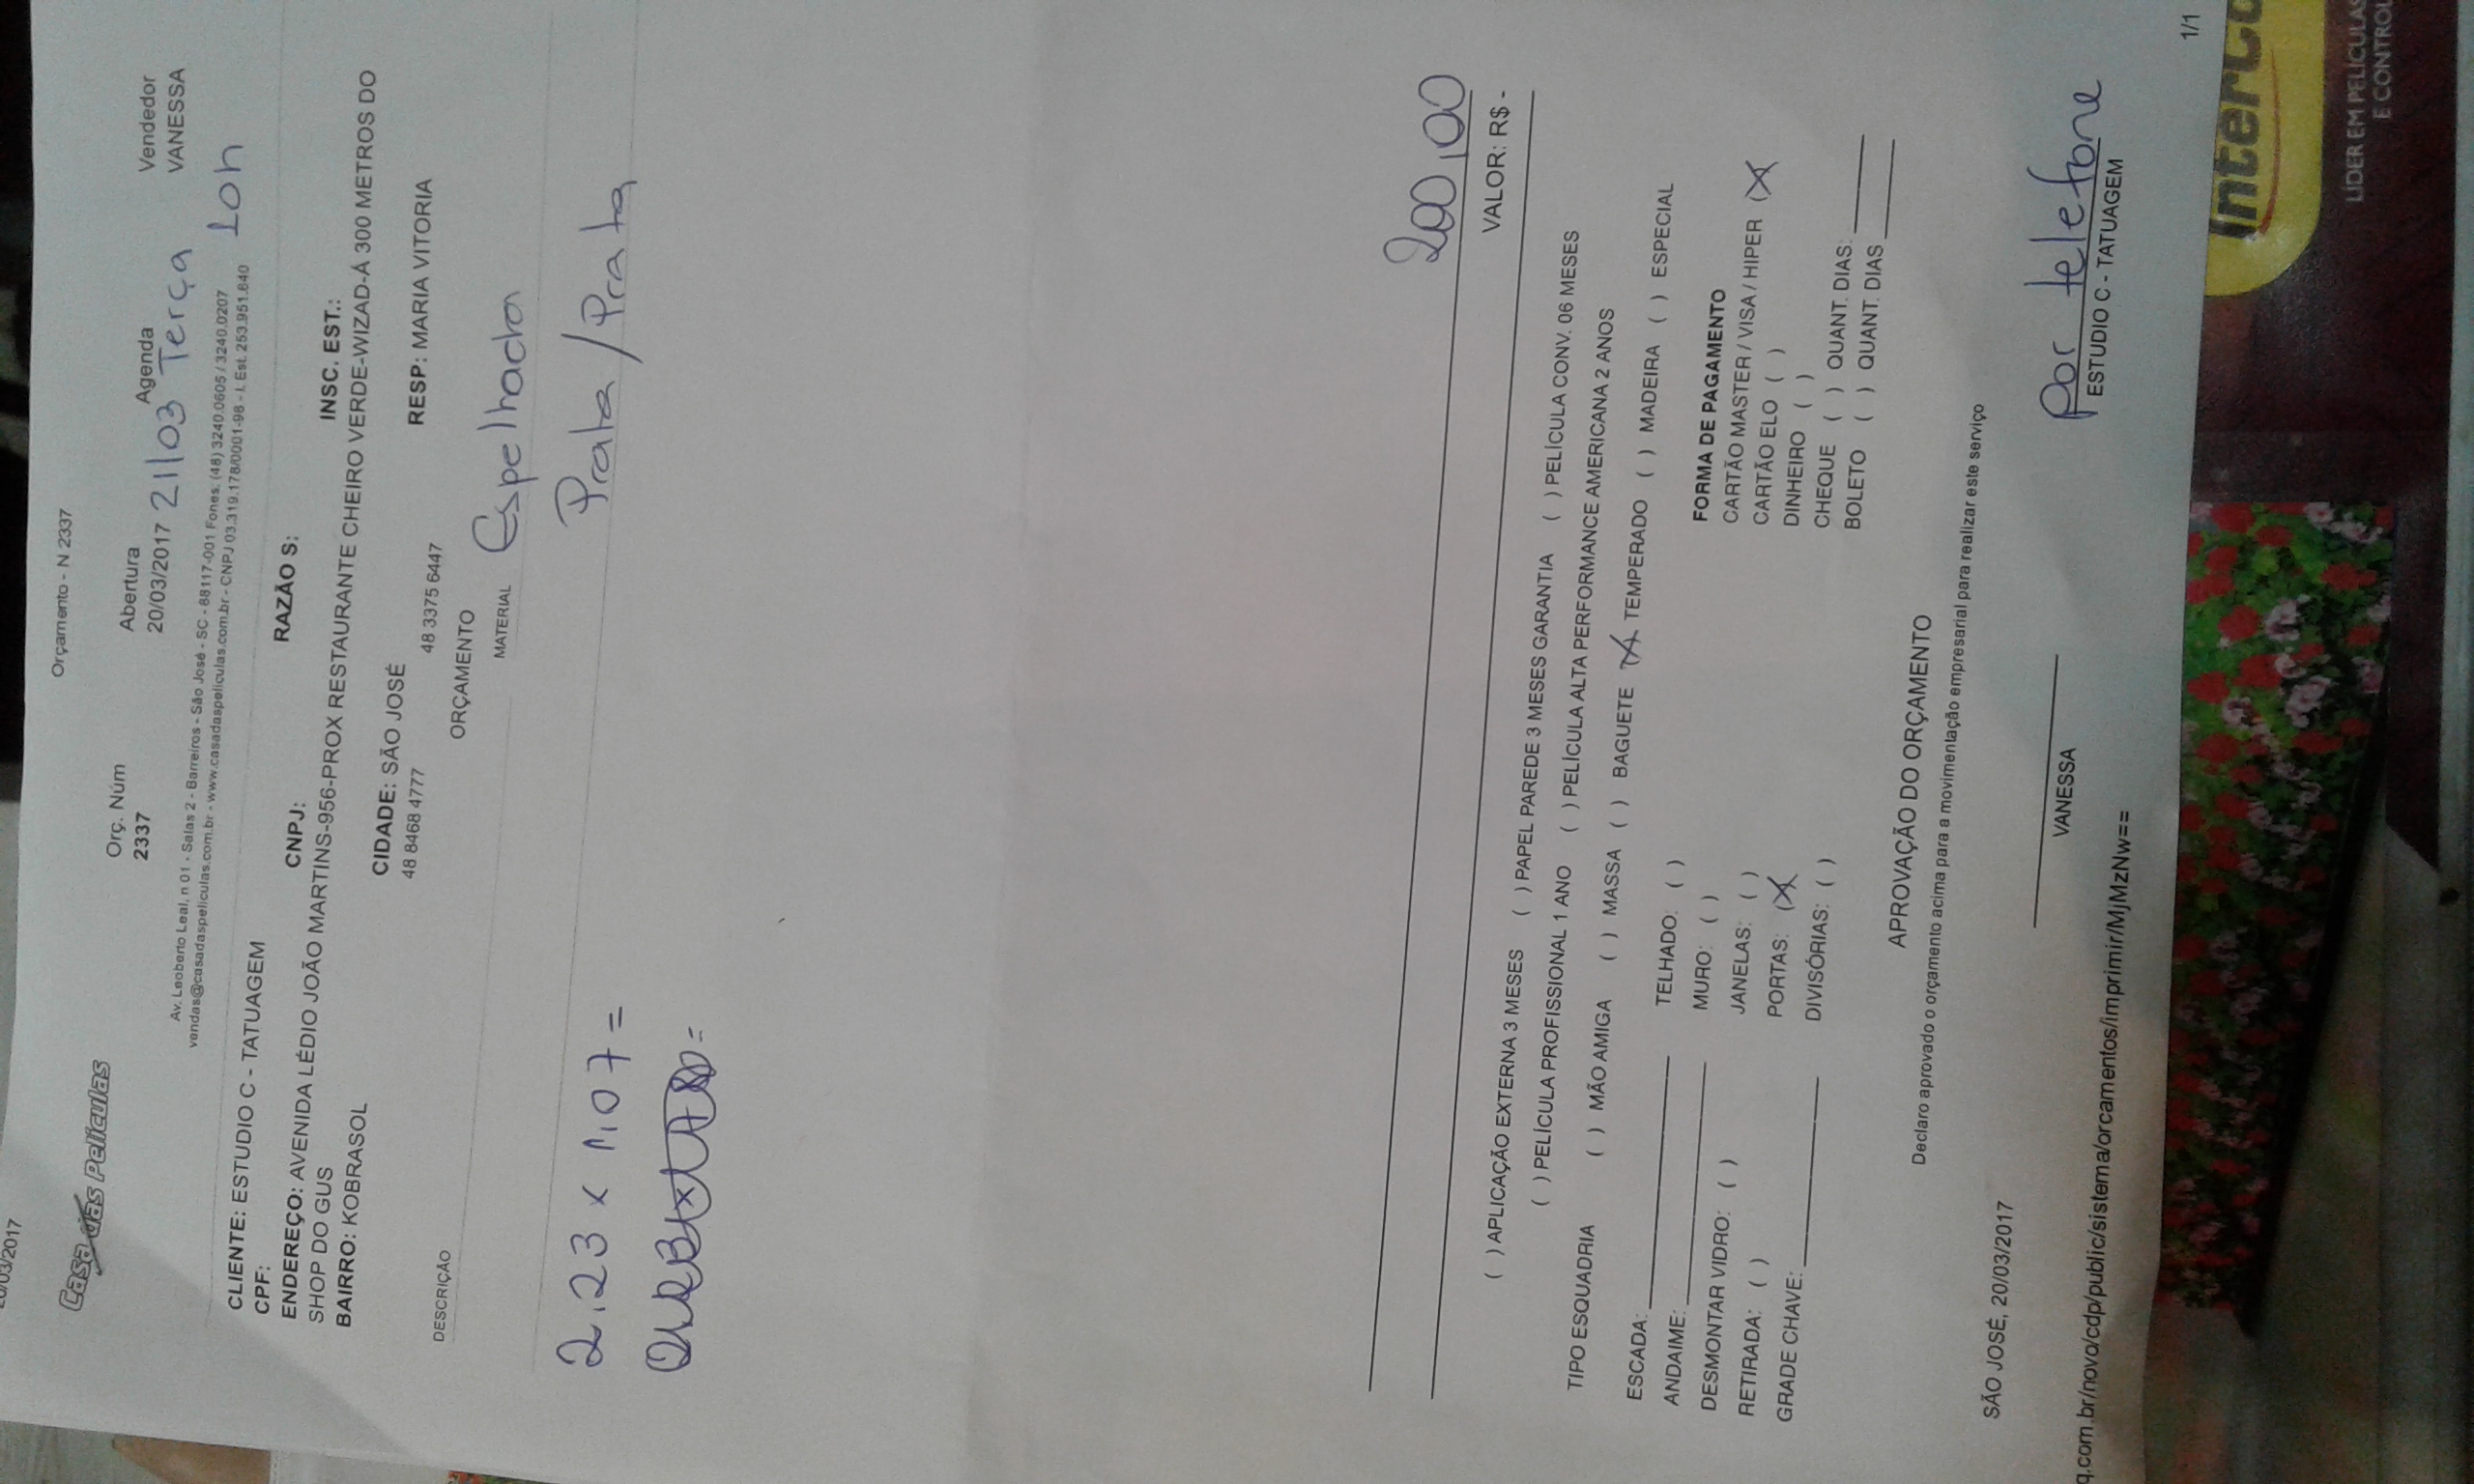 20/03/2017
Orçamento - N 2337
Casa das Películas
Orç. Núm Abertura Agenda Vendedor
2337 20/03/2017 21/03 Terça VANESSA
Av. Leoberto Leal, n 01 - Salas 2 - Barreiros - São José - SC - 88117-001 Fones: (48) 3240.0605 / 3240.0207
vendas@casadaspeliculas.com.br - www.casadaspeliculas.com.br - CNPJ 03.319.178/0001-98 - I. Est. 253.951.640
CLIENTE: ESTUDIO C - TATUAGEM
CPF: CNPJ: RAZÃO S: INSC. EST.:
ENDEREÇO: AVENIDA LÉDIO JOÃO MARTINS-956-PROX RESTAURANTE CHEIRO VERDE-WIZAD-Á 300 METROS DO
SHOP DO GUS
BAIRRO: KOBRASOL CIDADE: SÃO JOSÉ RESP: MARIA VITORIA
48 8468 4777 48 3375 6447
ORÇAMENTO
DESCRIÇÃO MATERIAL Espelhado
2.23 x 1.07 = Prata / Prata
200,00
VALOR: R$ -
( ) APLICAÇÃO EXTERNA 3 MESES ( ) PAPEL PAREDE 3 MESES GARANTIA ( ) PELÍCULA CONV. 06 MESES
( ) PELÍCULA PROFISSIONAL 1 ANO ( ) PELÍCULA ALTA PERFORMANCE AMERICANA 2 ANOS
TIPO ESQUADRIA ( ) MÃO AMIGA ( ) MASSA ( ) BAGUETE (X TEMPERADO ( ) MADEIRA ( ) ESPECIAL
ESCADA: TELHADO: ( )
ANDAIME: MURO: ( ) FORMA DE PAGAMENTO
DESMONTAR VIDRO: ( ) JANELAS: ( ) CARTÃO MASTER / VISA / HIPER (X
RETIRADA: ( ) PORTAS: (X CARTÃO ELO ( )
GRADE CHAVE: DIVISÓRIAS: ( ) DINHEIRO ( )
CHEQUE ( ) QUANT. DIAS:
BOLETO ( ) QUANT. DIAS
APROVAÇÃO DO ORÇAMENTO
Declaro aprovado o orçamento acima para a movimentação empresarial para realizar este serviço
SÃO JOSÉ, 20/03/2017
por telefone
VANESSA ESTUDIO C - TATUAGEM
q.com.br/novo/cdp/public/sistema/orcamentos/imprimir/MjMzNw== 1/1
LÍDER EM PELÍCULAS
E CONTROL